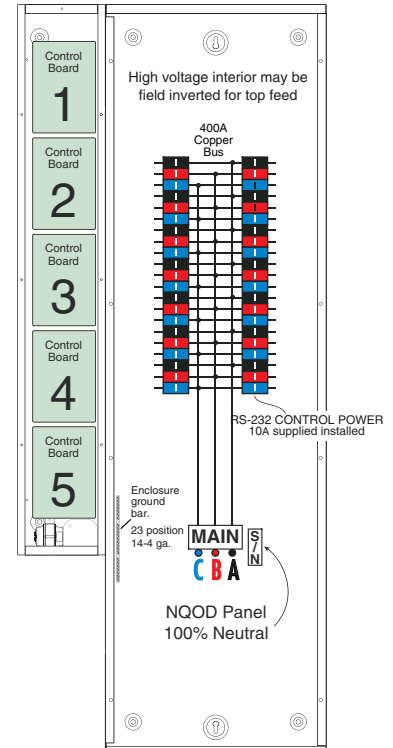 Control
Board
1
Control
Board
2
Control
Board
3
Control
Board
4
Control
Board
5
High voltage interior may be
field inverted for top feed
400A
Copper
Bus
RS-232 CONTROL POWER
10A supplied installed
Enclosure
ground
bar.
23 position
14-4 ga.
MAIN
S/N
C B A
NQOD Panel
100% Neutral